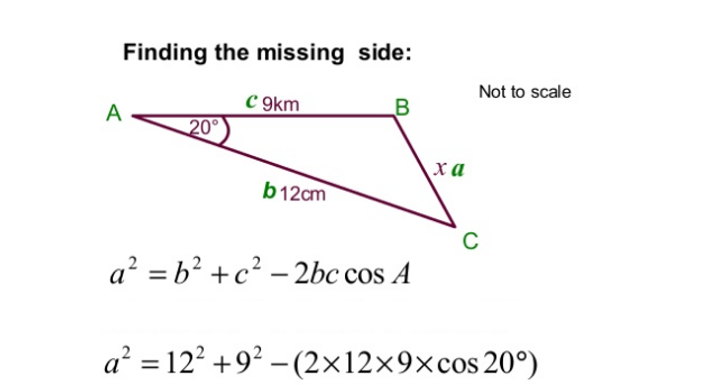 Finding the missing side:
Not to scale
A
c 9km
B
20°
x a
b 12cm
C
a² = b² + c² − 2bc cos A
a² = 12² + 9² − (2×12×9×cos 20°)